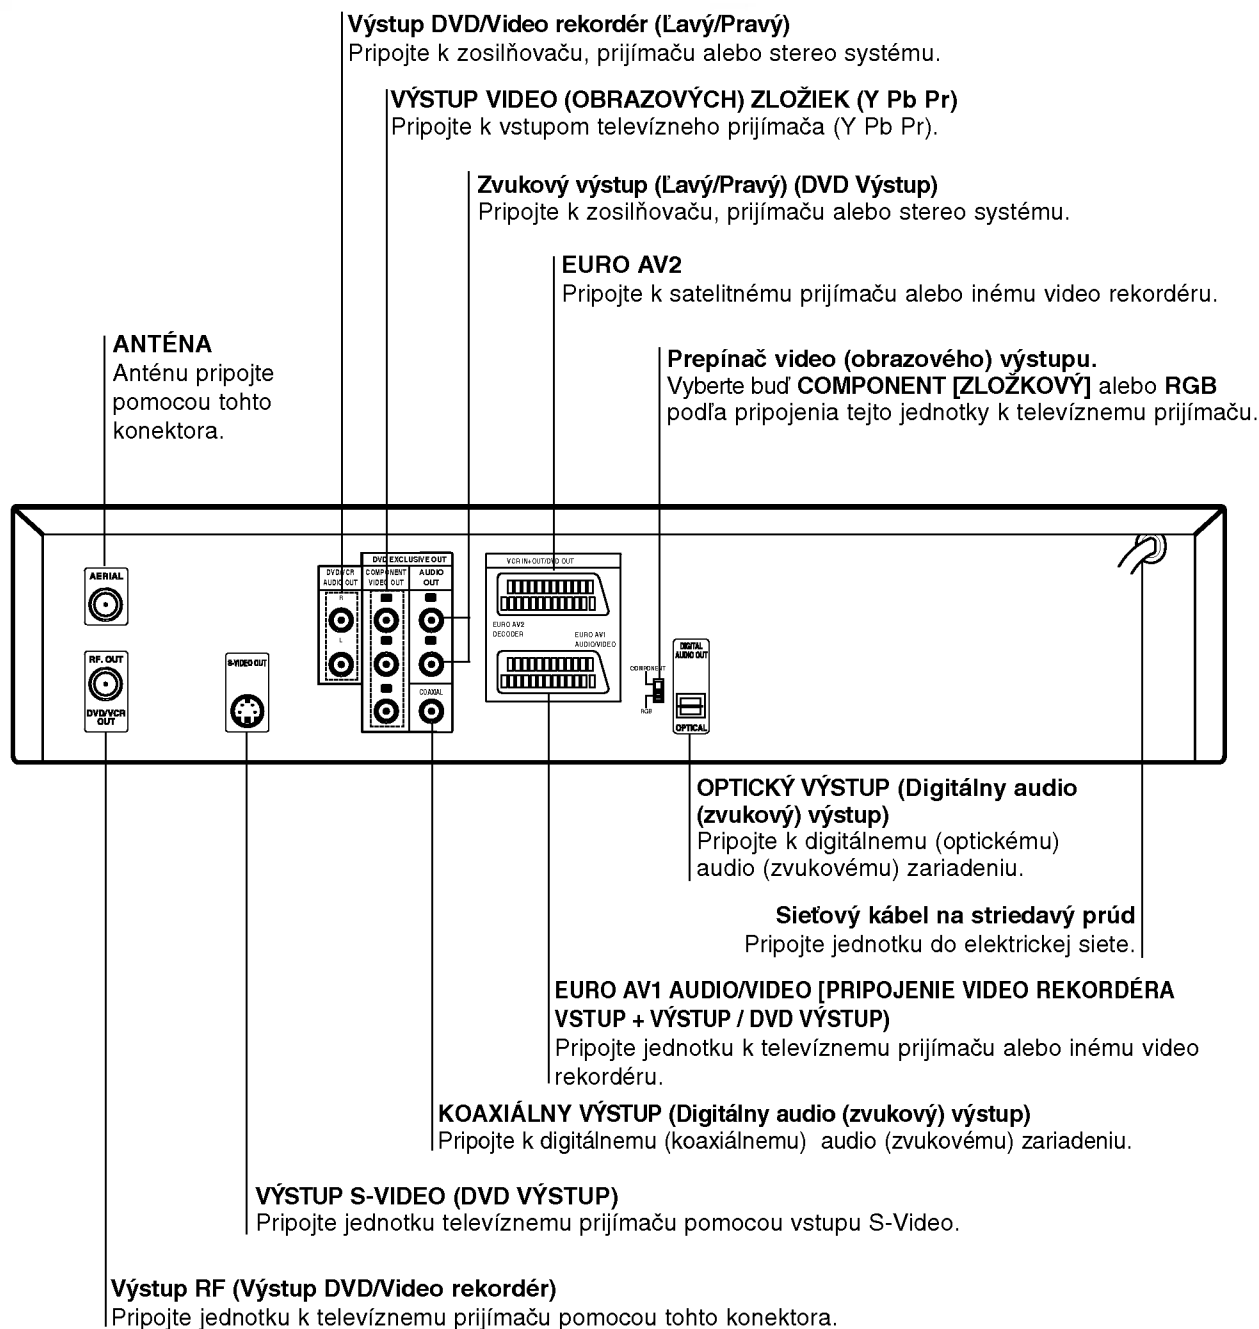 Výstup DVD/Video rekordér (Ľavý/Pravý)
Pripojte k zosilňovaču, prijímaču alebo stereo systému.
VÝSTUP VIDEO (OBRAZOVÝCH) ZLOŽIEK (Y Pb Pr)
Pripojte k vstupom televízneho prijímača (Y Pb Pr).
Zvukový výstup (Ľavý/Pravý) (DVD Výstup)
Pripojte k zosilňovaču, prijímaču alebo stereo systému.
EURO AV2
Pripojte k satelitnému prijímaču alebo inému video rekordéru.
ANTÉNA
Anténu pripojte
pomocou tohto
konektora.
Prepínač video (obrazového) výstupu.
Vyberte buď COMPONENT [ZLOŽKOVÝ] alebo RGB
podľa pripojenia tejto jednotky k televíznemu prijímaču.
AERIAL
RF. OUT
DVD/VCR
OUT
S-VIDEO OUT
DVD EXCLUSIVE OUT
DVD/VCR
AUDIO OUT
COMPONENT
VIDEO OUT
AUDIO
OUT
R
L
COAXIAL
VCR IN+OUT/DVD OUT
EURO AV2
DECODER
EURO AV1
AUDIO/VIDEO
COMPONENT
RGB
DIGITAL
AUDIO OUT
OPTICAL
OPTICKÝ VÝSTUP (Digitálny audio
(zvukový) výstup)
Pripojte k digitálnemu (optickému)
audio (zvukovému) zariadeniu.
Sieťový kábel na striedavý prúd
Pripojte jednotku do elektrickej siete.
EURO AV1 AUDIO/VIDEO [PRIPOJENIE VIDEO REKORDÉRA
VSTUP + VÝSTUP / DVD VÝSTUP)
Pripojte jednotku k televíznemu prijímaču alebo inému video
rekordéru.
KOAXIÁLNY VÝSTUP (Digitálny audio (zvukový) výstup)
Pripojte k digitálnemu (koaxiálnemu) audio (zvukovému) zariadeniu.
VÝSTUP S-VIDEO (DVD VÝSTUP)
Pripojte jednotku televíznemu prijímaču pomocou vstupu S-Video.
Výstup RF (Výstup DVD/Video rekordér)
Pripojte jednotku k televíznemu prijímaču pomocou tohto konektora.